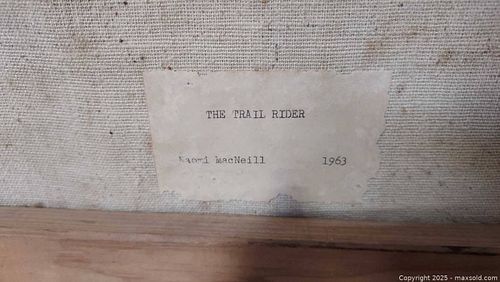 THE TRAIL RIDER
Naomi MacNeill 1963
Copyright © 2025 - maxsold.com